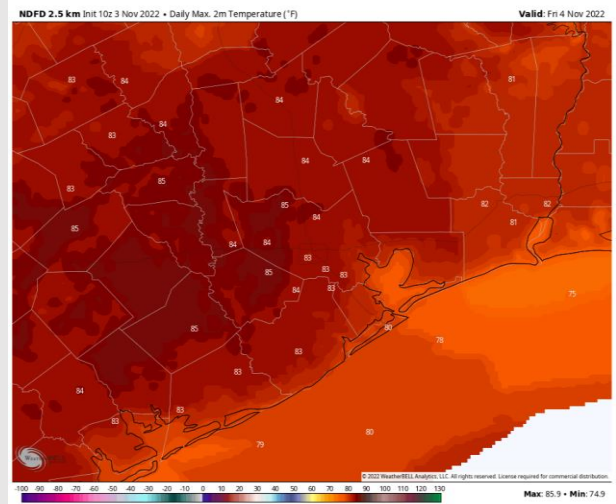 NDFD 2.5 km Init 10z 3 Nov 2022 • Daily Max. 2m Temperature (°F) Valid: Fri 4 Nov 2022
81
83 84
84
84
83
84 84
85
83
85 82 82
84 81
85
84 84
83
85 83 83
84 83 75
85 80
78
83
83
84
83 83
80
79
© 2022 WeatherBELL Analytics, LLC. All rights reserved. License required for commercial distribution.
-100 -90 -80 -70 -60 -50 -40 -30 -20 -10 0 10 20 30 40 50 60 70 80 90 100 110 120 130
Max: 85.9 • Min: 74.9